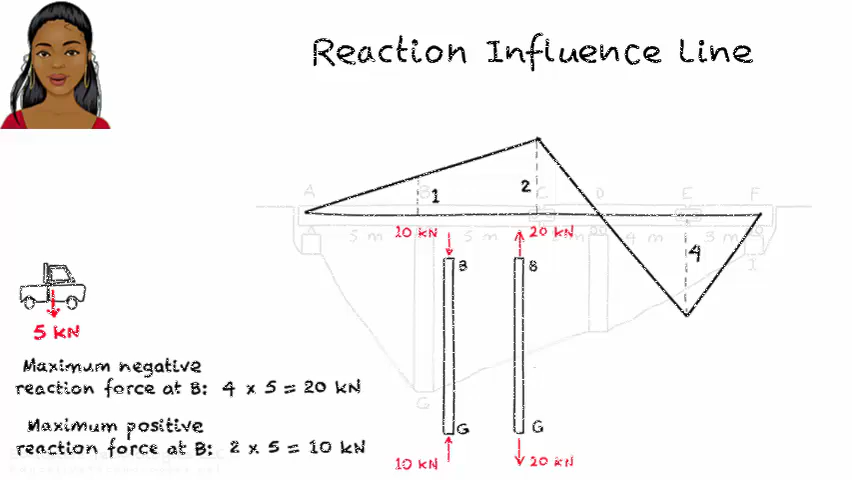 Reaction Influence Line
A B C D E F
1
2
4
5 m 5 m m 4 m 3 m
10 kN 20 kN
B B
I
G
G G
10 kN 20 kN
5 kN
Maximum negative
reaction force at B: 4 x 5 = 20 kN
Maximum positive
reaction force at B: 2 x 5 = 10 kN